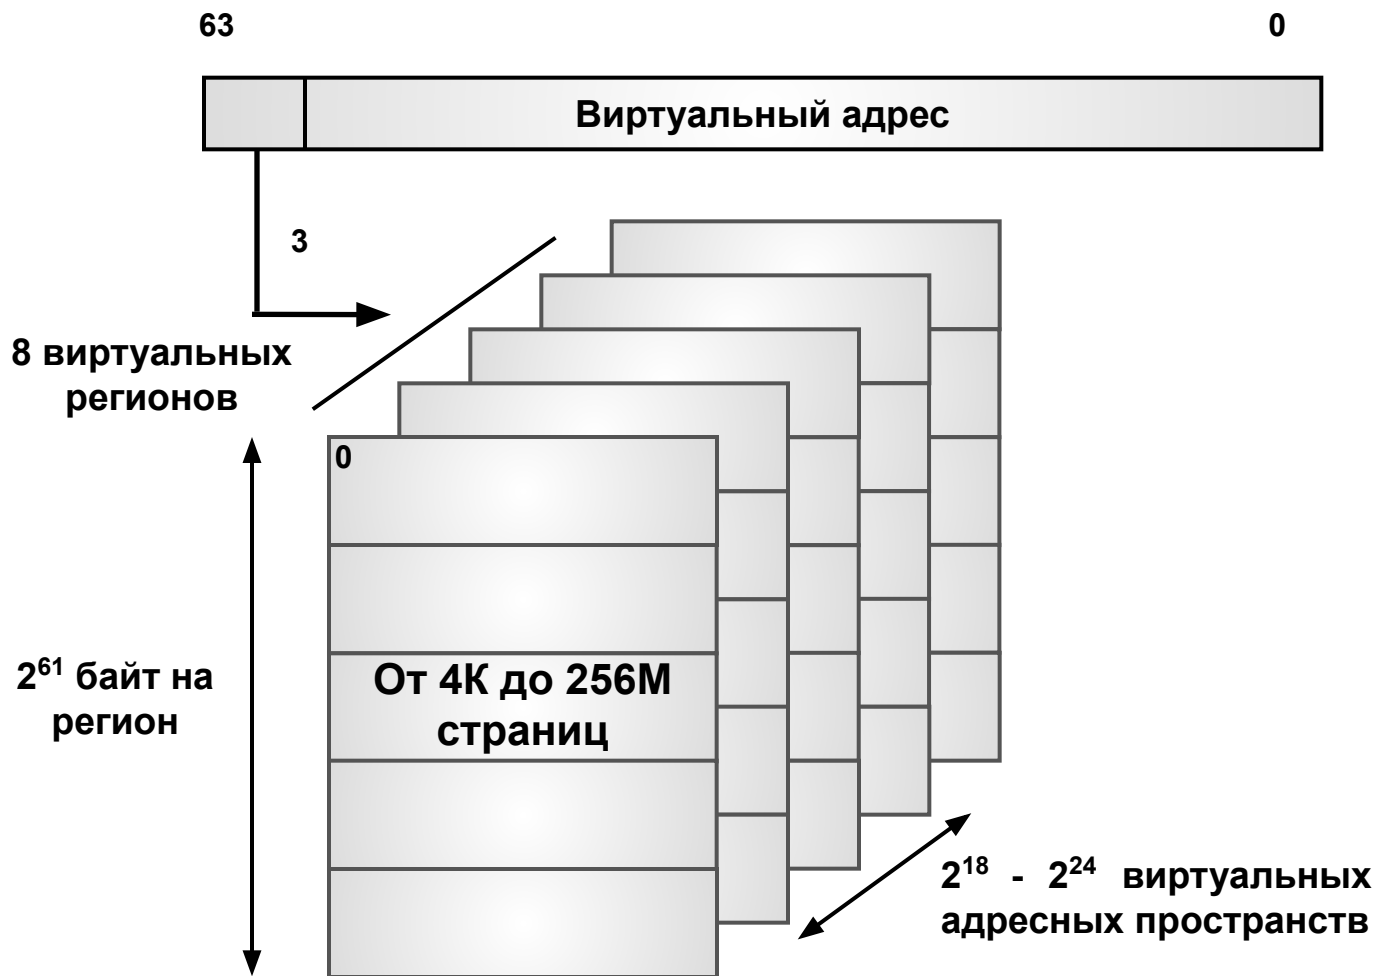 63
0
Виртуальный адрес
3
8 виртуальных
регионов
0
2⁶¹ байт на
регион
От 4К до 256М
страниц
2¹⁸ - 2²⁴ виртуальных
адресных пространств